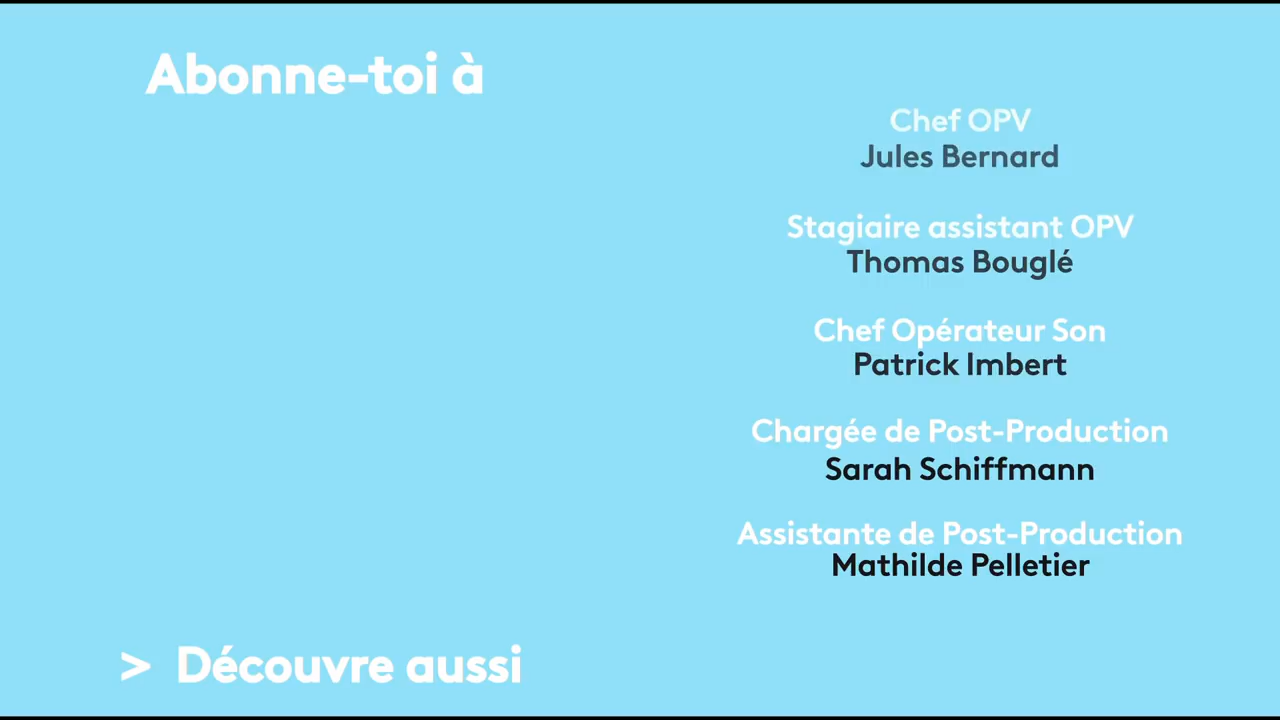 Abonne-toi à
Chef OPV
Jules Bernard
Stagiaire assistant OPV
Thomas Bouglé
Chef Opérateur Son
Patrick Imbert
Chargée de Post-Production
Sarah Schiffmann
Assistante de Post-Production
Mathilde Pelletier
> Découvre aussi